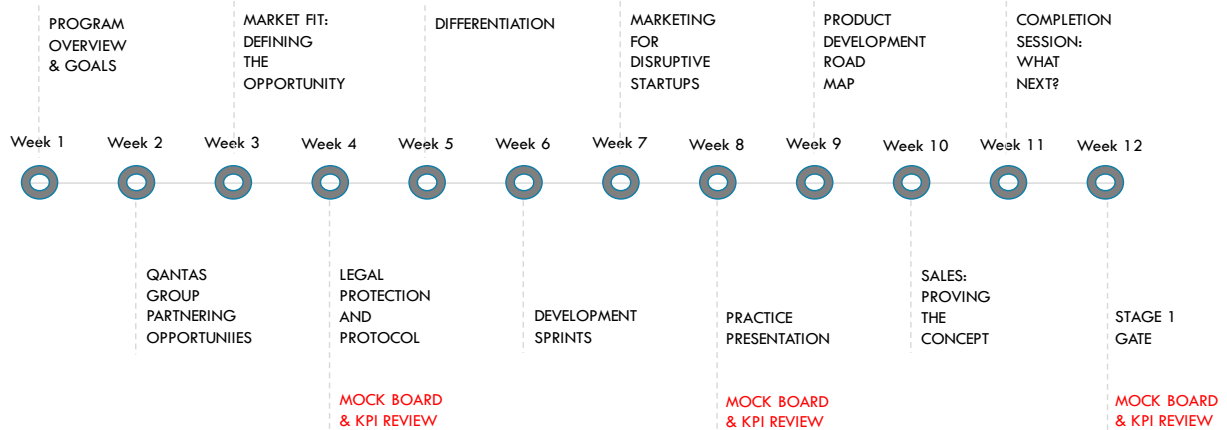 PROGRAM
OVERVIEW
& GOALS
MARKET FIT:
DEFINING
THE
OPPORTUNITY
DIFFERENTIATION
MARKETING
FOR
DISRUPTIVE
STARTUPS
PRODUCT
DEVELOPMENT
ROAD
MAP
COMPLETION
SESSION:
WHAT
NEXT?
Week 1
Week 2
Week 3
Week 4
Week 5
Week 6
Week 7
Week 8
Week 9
Week 10
Week 11
Week 12
QANTAS
GROUP
PARTNERING
OPPORTUNIIES
LEGAL
PROTECTION
AND
PROTOCOL
DEVELOPMENT
SPRINTS
PRACTICE
PRESENTATION
SALES:
PROVING
THE
CONCEPT
STAGE 1
GATE
MOCK BOARD
& KPI REVIEW
MOCK BOARD
& KPI REVIEW
MOCK BOARD
& KPI REVIEW